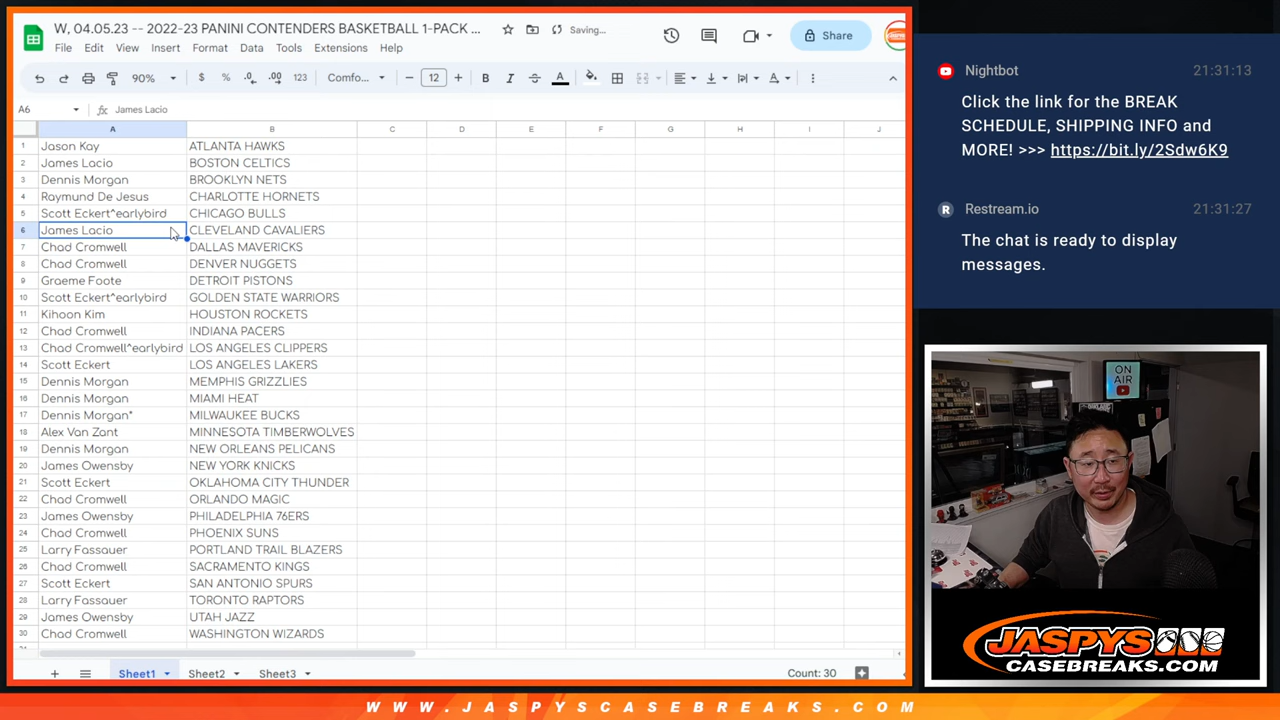 W, 04.05.23 -- 2022-23 PANINI CONTENDERS BASKETBALL 1-PACK ...
Saving...
Share
File Edit View Insert Format Data Tools Extensions Help
90% $ % .0 .00 123 Comfo... 12 B I A
A6 fx James Lacio
A B C D E F G H I J
1 Jason Kay ATLANTA HAWKS
2 James Lacio BOSTON CELTICS
3 Dennis Morgan BROOKLYN NETS
4 Raymund De Jesus CHARLOTTE HORNETS
5 Scott Eckert^earlybird CHICAGO BULLS
6 James Lacio CLEVELAND CAVALIERS
7 Chad Cromwell DALLAS MAVERICKS
8 Chad Cromwell DENVER NUGGETS
9 Graeme Foote DETROIT PISTONS
10 Scott Eckert^earlybird GOLDEN STATE WARRIORS
11 Kihoon Kim HOUSTON ROCKETS
12 Chad Cromwell INDIANA PACERS
13 Chad Cromwell^earlybird LOS ANGELES CLIPPERS
14 Scott Eckert LOS ANGELES LAKERS
15 Dennis Morgan MEMPHIS GRIZZLIES
16 Dennis Morgan MIAMI HEAT
17 Dennis Morgan* MILWAUKEE BUCKS
18 Alex Van Zant MINNESOTA TIMBERWOLVES
19 Dennis Morgan NEW ORLEANS PELICANS
20 James Owensby NEW YORK KNICKS
21 Scott Eckert OKLAHOMA CITY THUNDER
22 Chad Cromwell ORLANDO MAGIC
23 James Owensby PHILADELPHIA 76ERS
24 Chad Cromwell PHOENIX SUNS
25 Larry Fassauer PORTLAND TRAIL BLAZERS
26 Chad Cromwell SACRAMENTO KINGS
27 Scott Eckert SAN ANTONIO SPURS
28 Larry Fassauer TORONTO RAPTORS
29 James Owensby UTAH JAZZ
30 Chad Cromwell WASHINGTON WIZARDS
Sheet1 Sheet2 Sheet3 Count: 30
Nightbot 21:31:13
Click the link for the BREAK
SCHEDULE, SHIPPING INFO and
MORE! >>> https://bit.ly/2Sdw6K9
Restream.io 21:31:27
The chat is ready to display
messages.
ON
AIR
JASPYS
CASEBREAKS.COM
WWW.JASPYSCASEBREAKS.COM